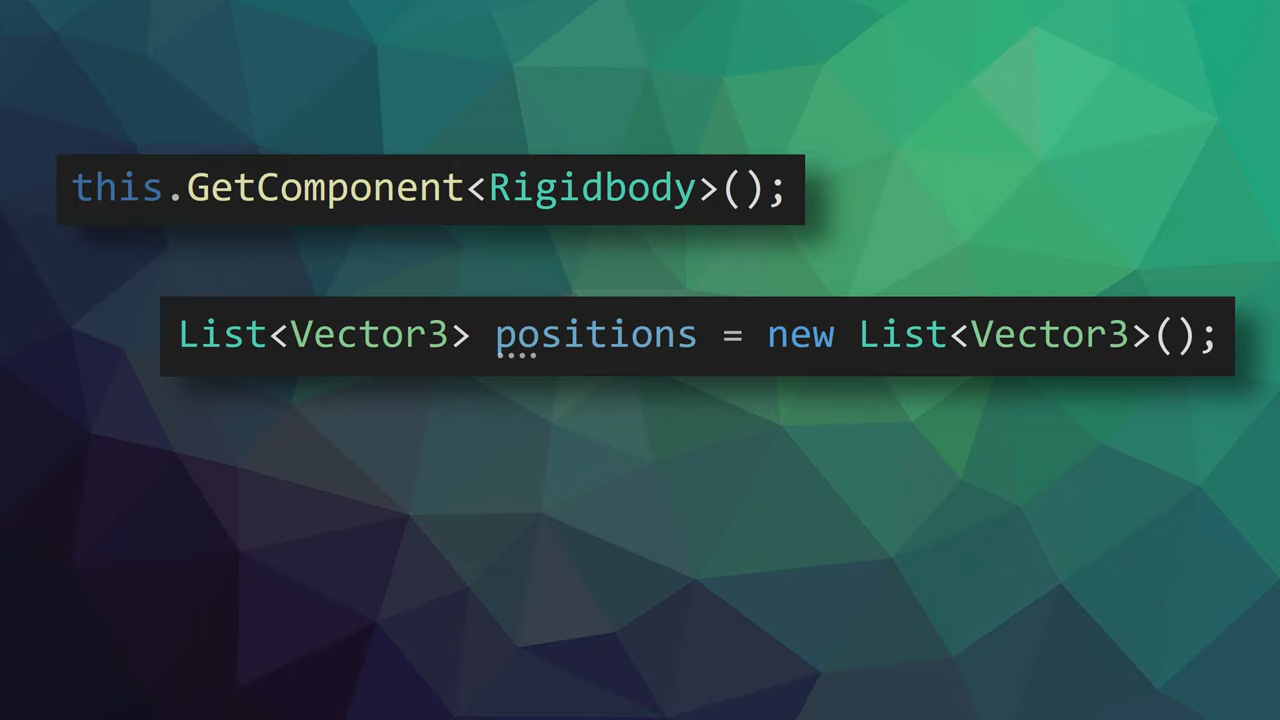 this.GetComponent<Rigidbody>();
List<Vector3> positions = new List<Vector3>();